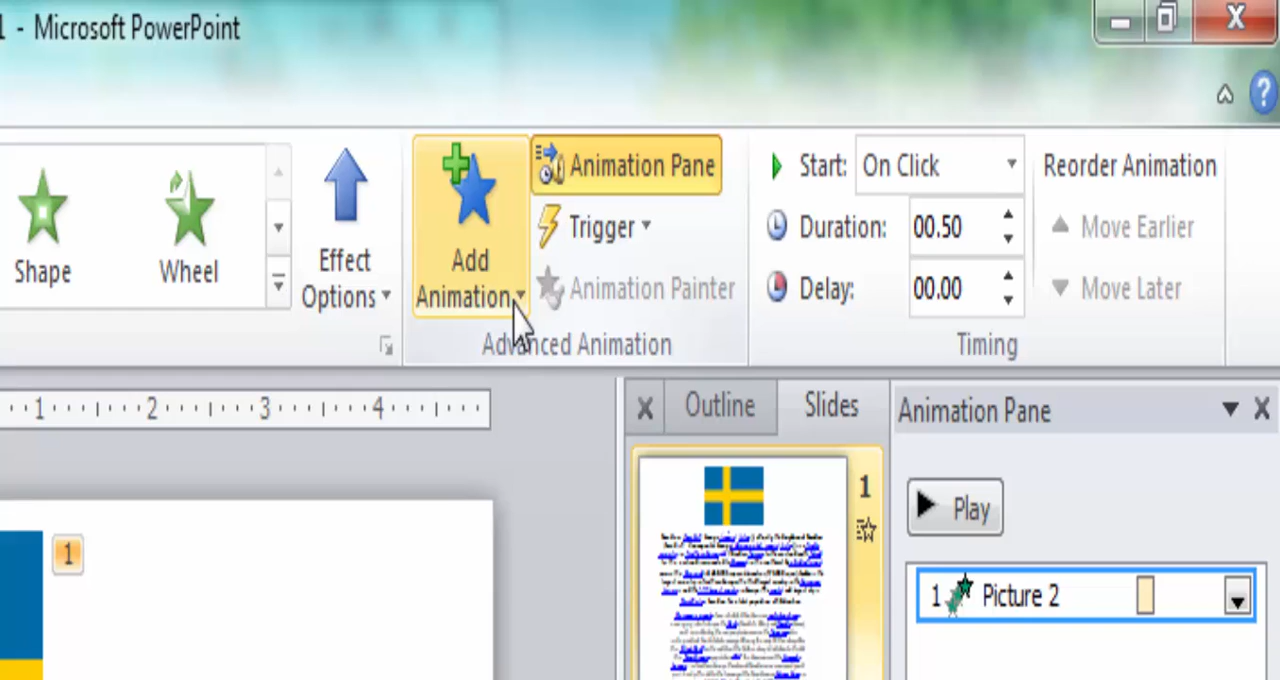 1 - Microsoft PowerPoint
Shape
Wheel
Effect
Options
Add
Animation
Animation Pane
Trigger
Animation Painter
Advanced Animation
Start: On Click
Duration: 00.50
Delay: 00.00
Reorder Animation
Move Earlier
Move Later
Timing
1 2 3 4
Outline
Slides
Animation Pane
1
1
Play
1 Picture 2